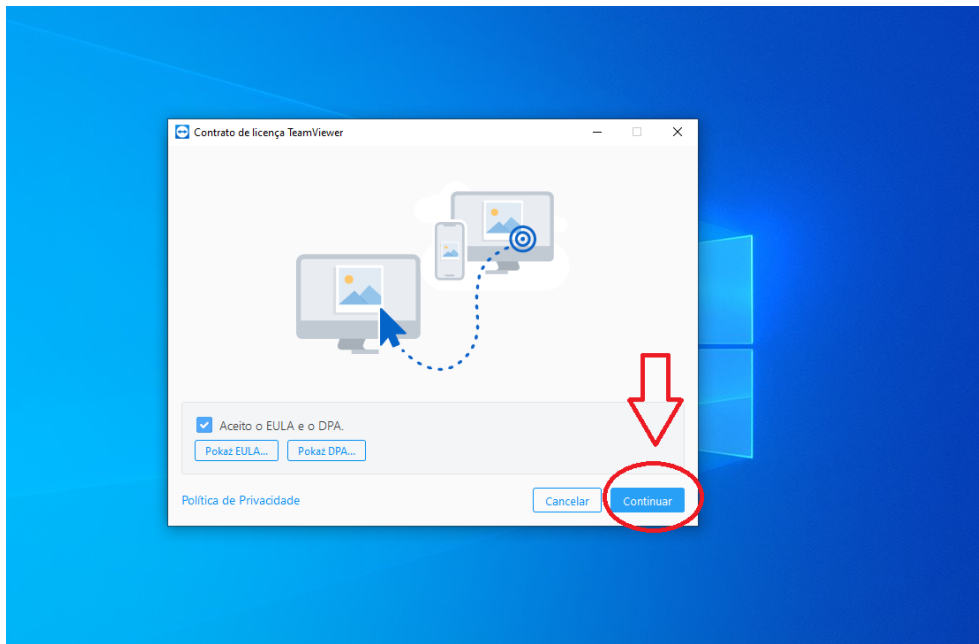 Contrato de licença TeamViewer
Aceito o EULA e o DPA.
Pokaż EULA... Pokaż DPA...
Política de Privacidade Cancelar Continuar